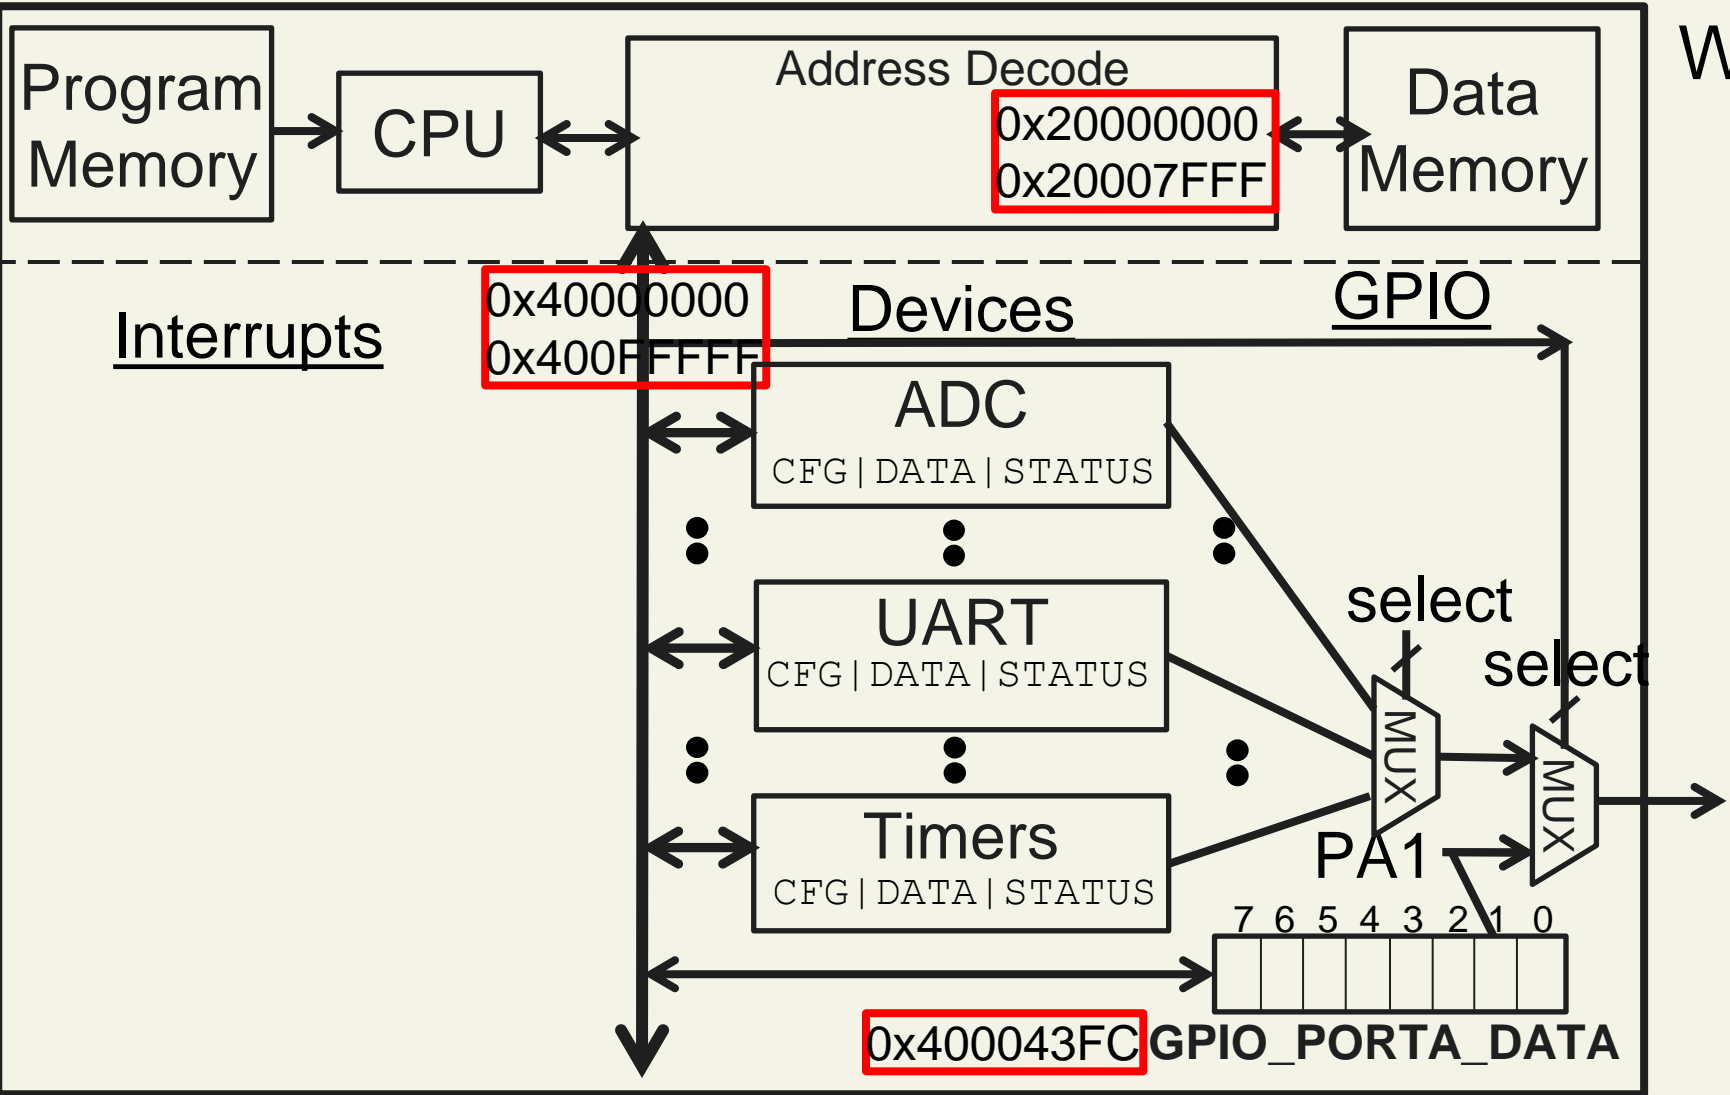 Program
Memory
CPU
Address Decode
0x20000000
0x20007FFF
Data
Memory
W
Interrupts
0x40000000
0x400FFFFF
Devices
GPIO
ADC
CFG|DATA|STATUS
UART
CFG|DATA|STATUS
Timers
CFG|DATA|STATUS
select
select
MUX
MUX
PA1
7 6 5 4 3 2 1 0
0x400043FC GPIO_PORTA_DATA